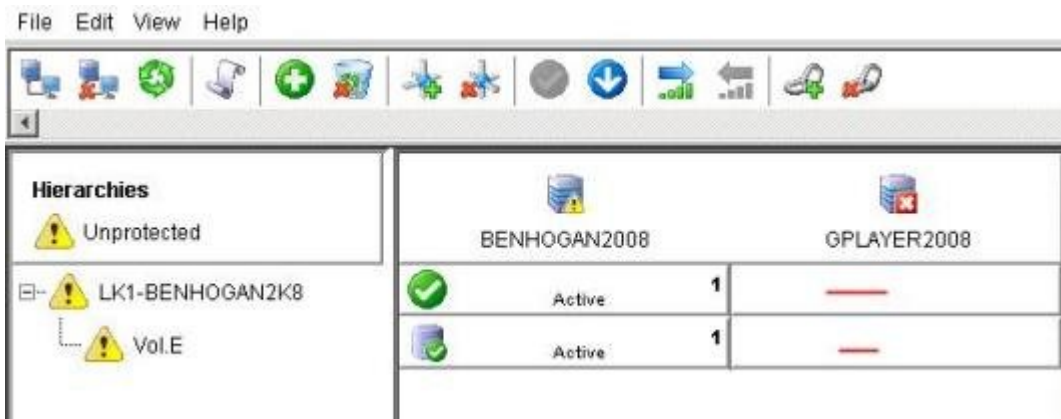 File Edit View Help
Hierarchies
Unprotected
BENHOGAN2008
GPLAYER2008
LK1-BENHOGAN2K8
Active 1
Vol.E
Active 1